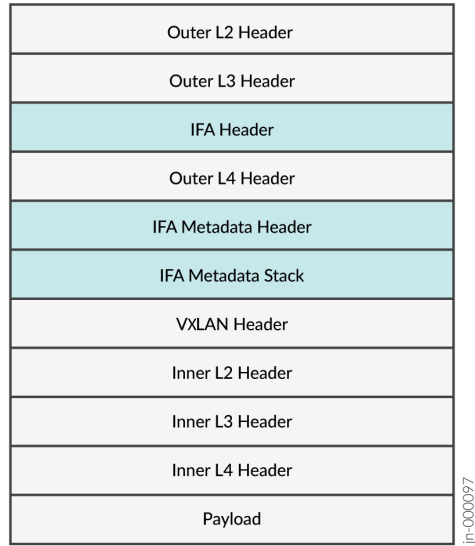 Outer L2 Header
Outer L3 Header
IFA Header
Outer L4 Header
IFA Metadata Header
IFA Metadata Stack
VXLAN Header
Inner L2 Header
Inner L3 Header
Inner L4 Header
Payload
jn-000097